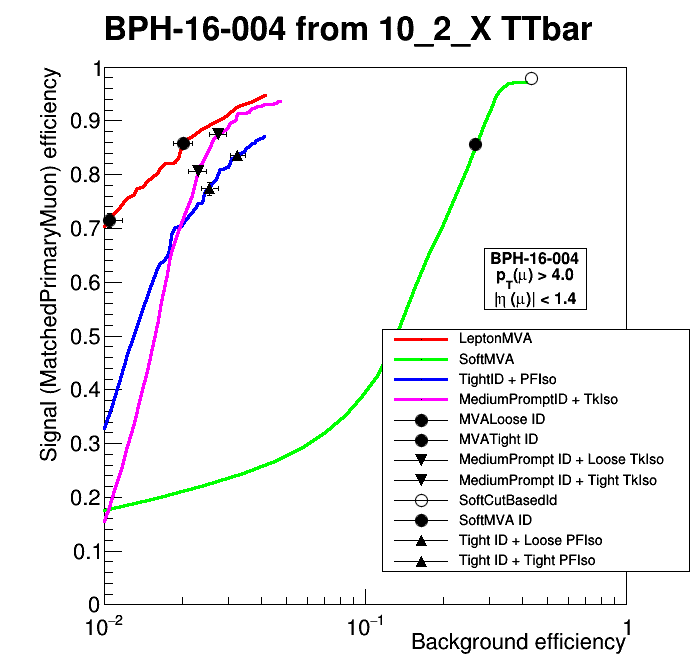 BPH-16-004 from 10_2_X TTbar
Signal (MatchedPrimaryMuon) efficiency
1
0.9
0.8
0.7
0.6
0.5
0.4
0.3
0.2
0.1
0
BPH-16-004
p_T(μ) > 4.0
|η (μ)| < 1.4
LeptonMVA
SoftMVA
TightID + PFIso
MediumPromptID + TkIso
MVALoose ID
MVATight ID
MediumPrompt ID + Loose TkIso
MediumPrompt ID + Tight TkIso
SoftCutBasedId
SoftMVA ID
Tight ID + Loose PFIso
Tight ID + Tight PFIso
10⁻² 10⁻¹ 1
Background efficiency